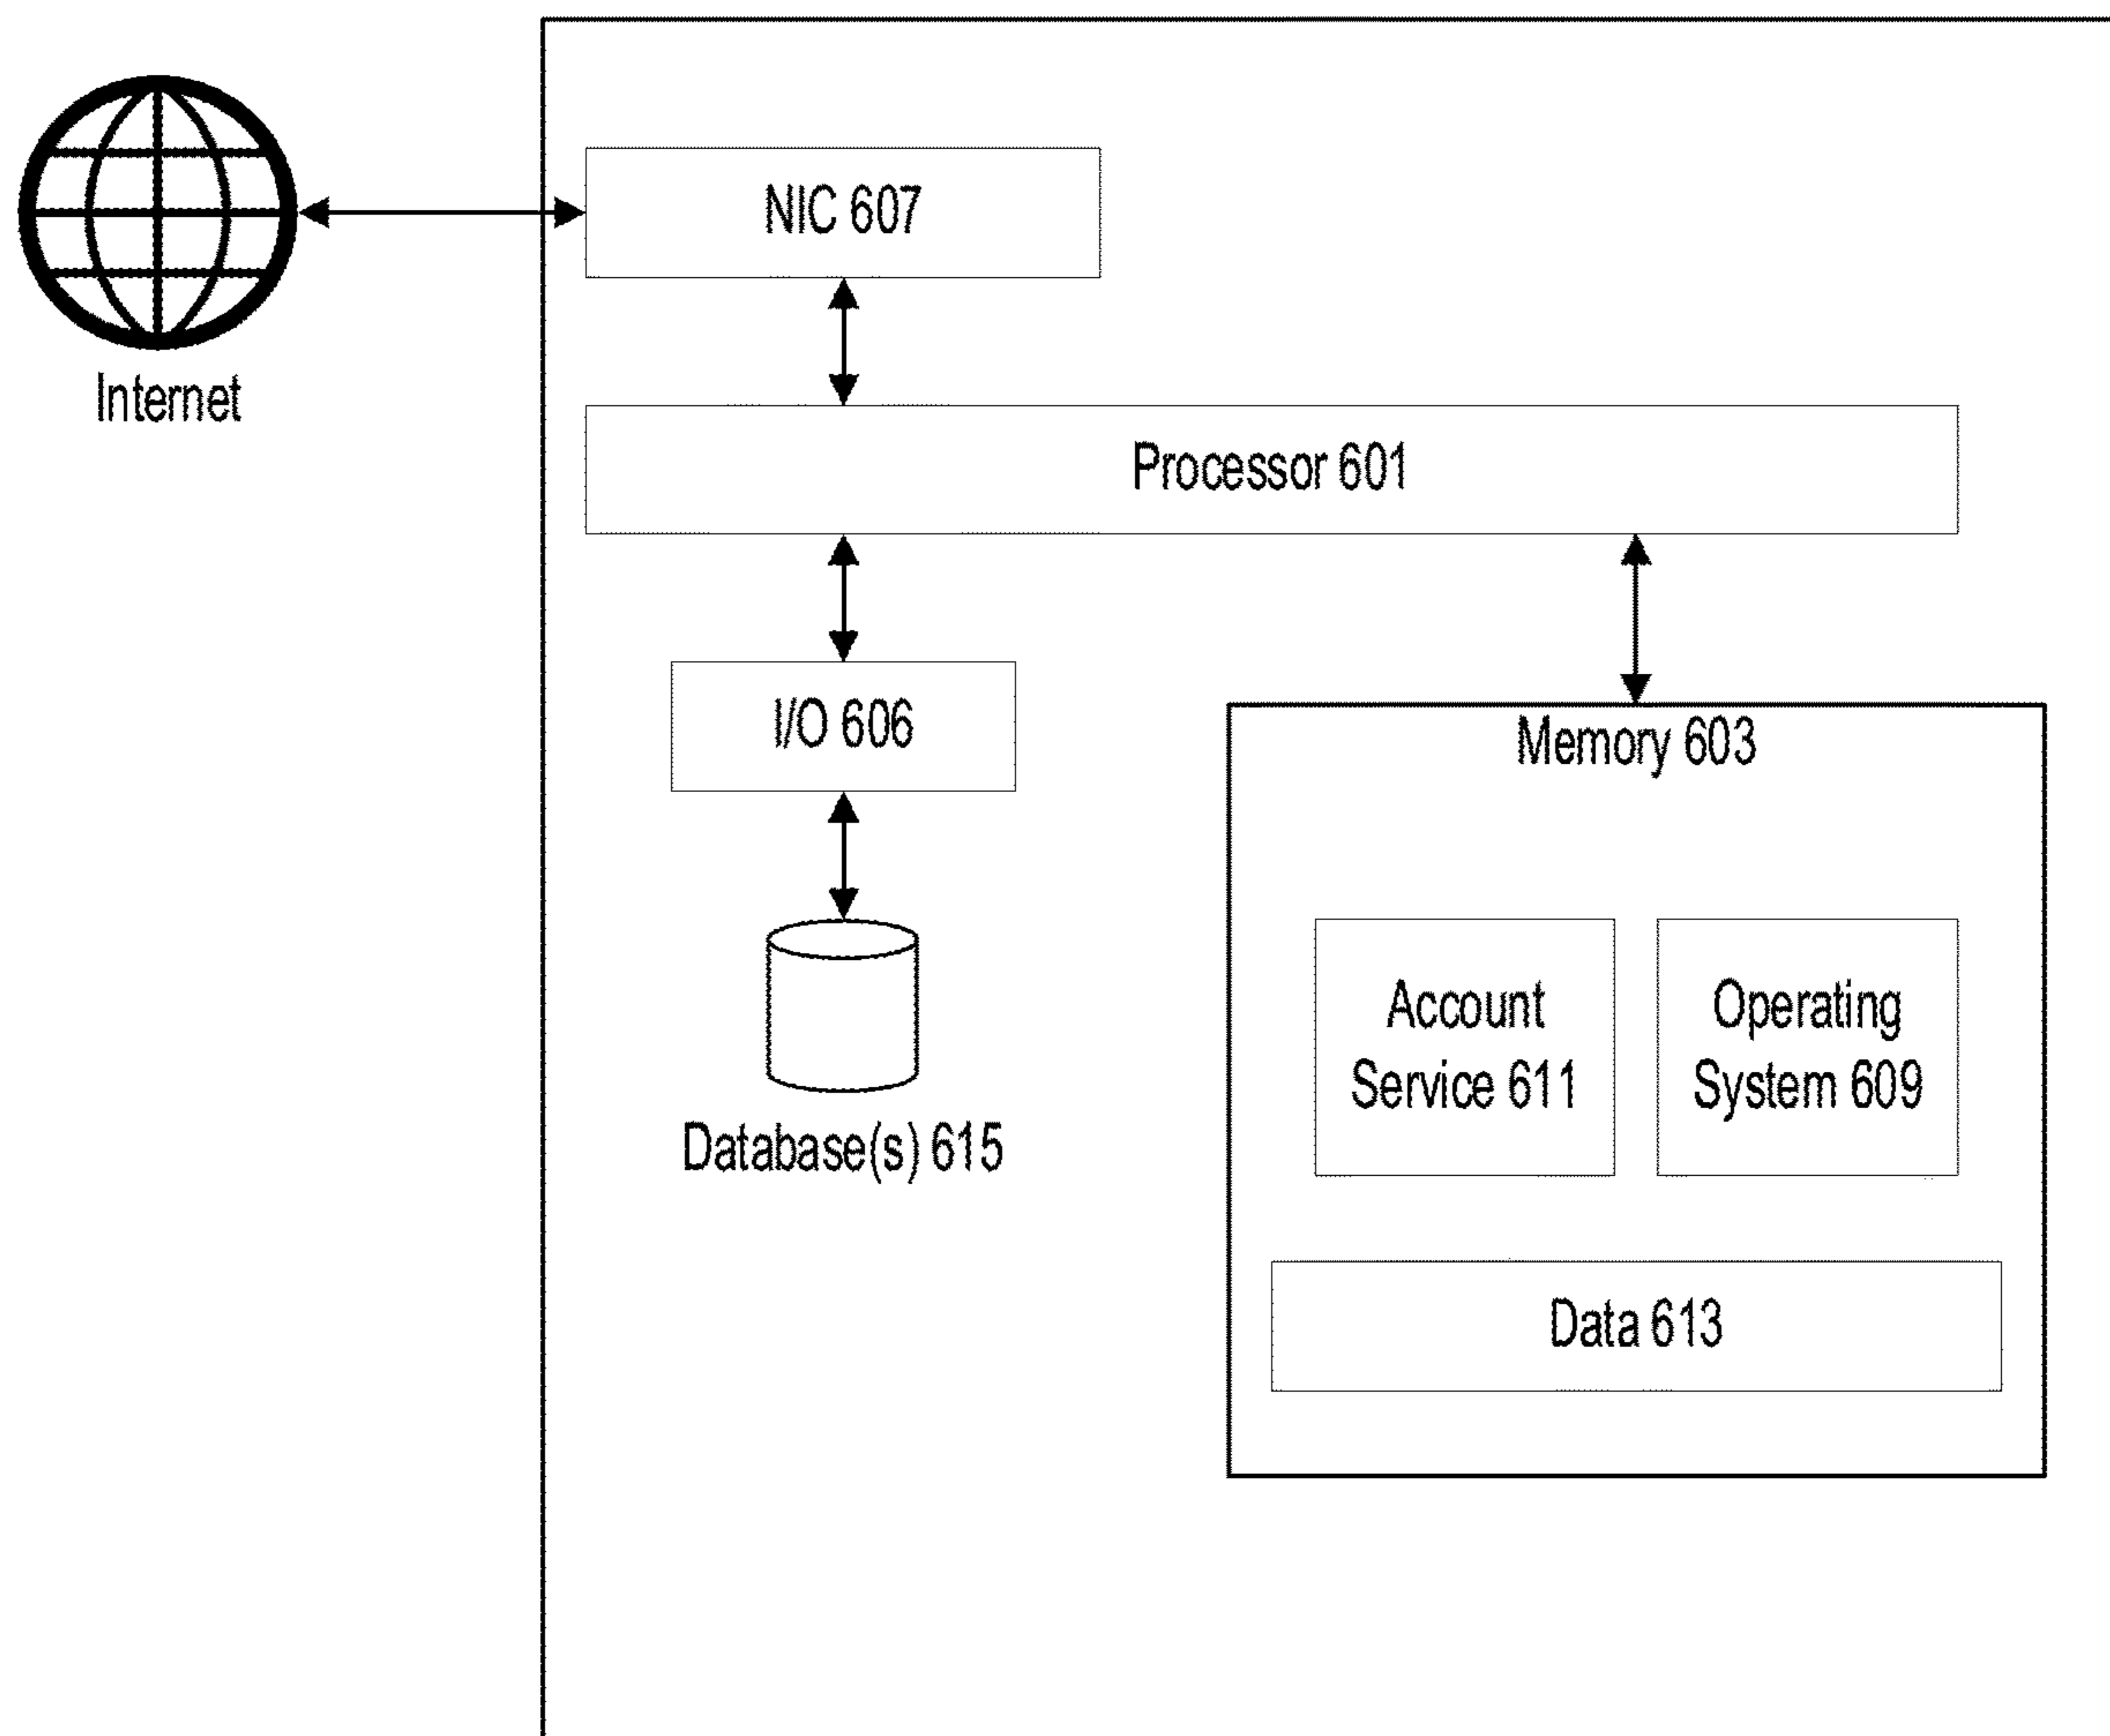 NIC 607
Internet
Processor 601
I/O 606
Memory 603
Account
Service 611
Operating
System 609
Database(s) 615
Data 613